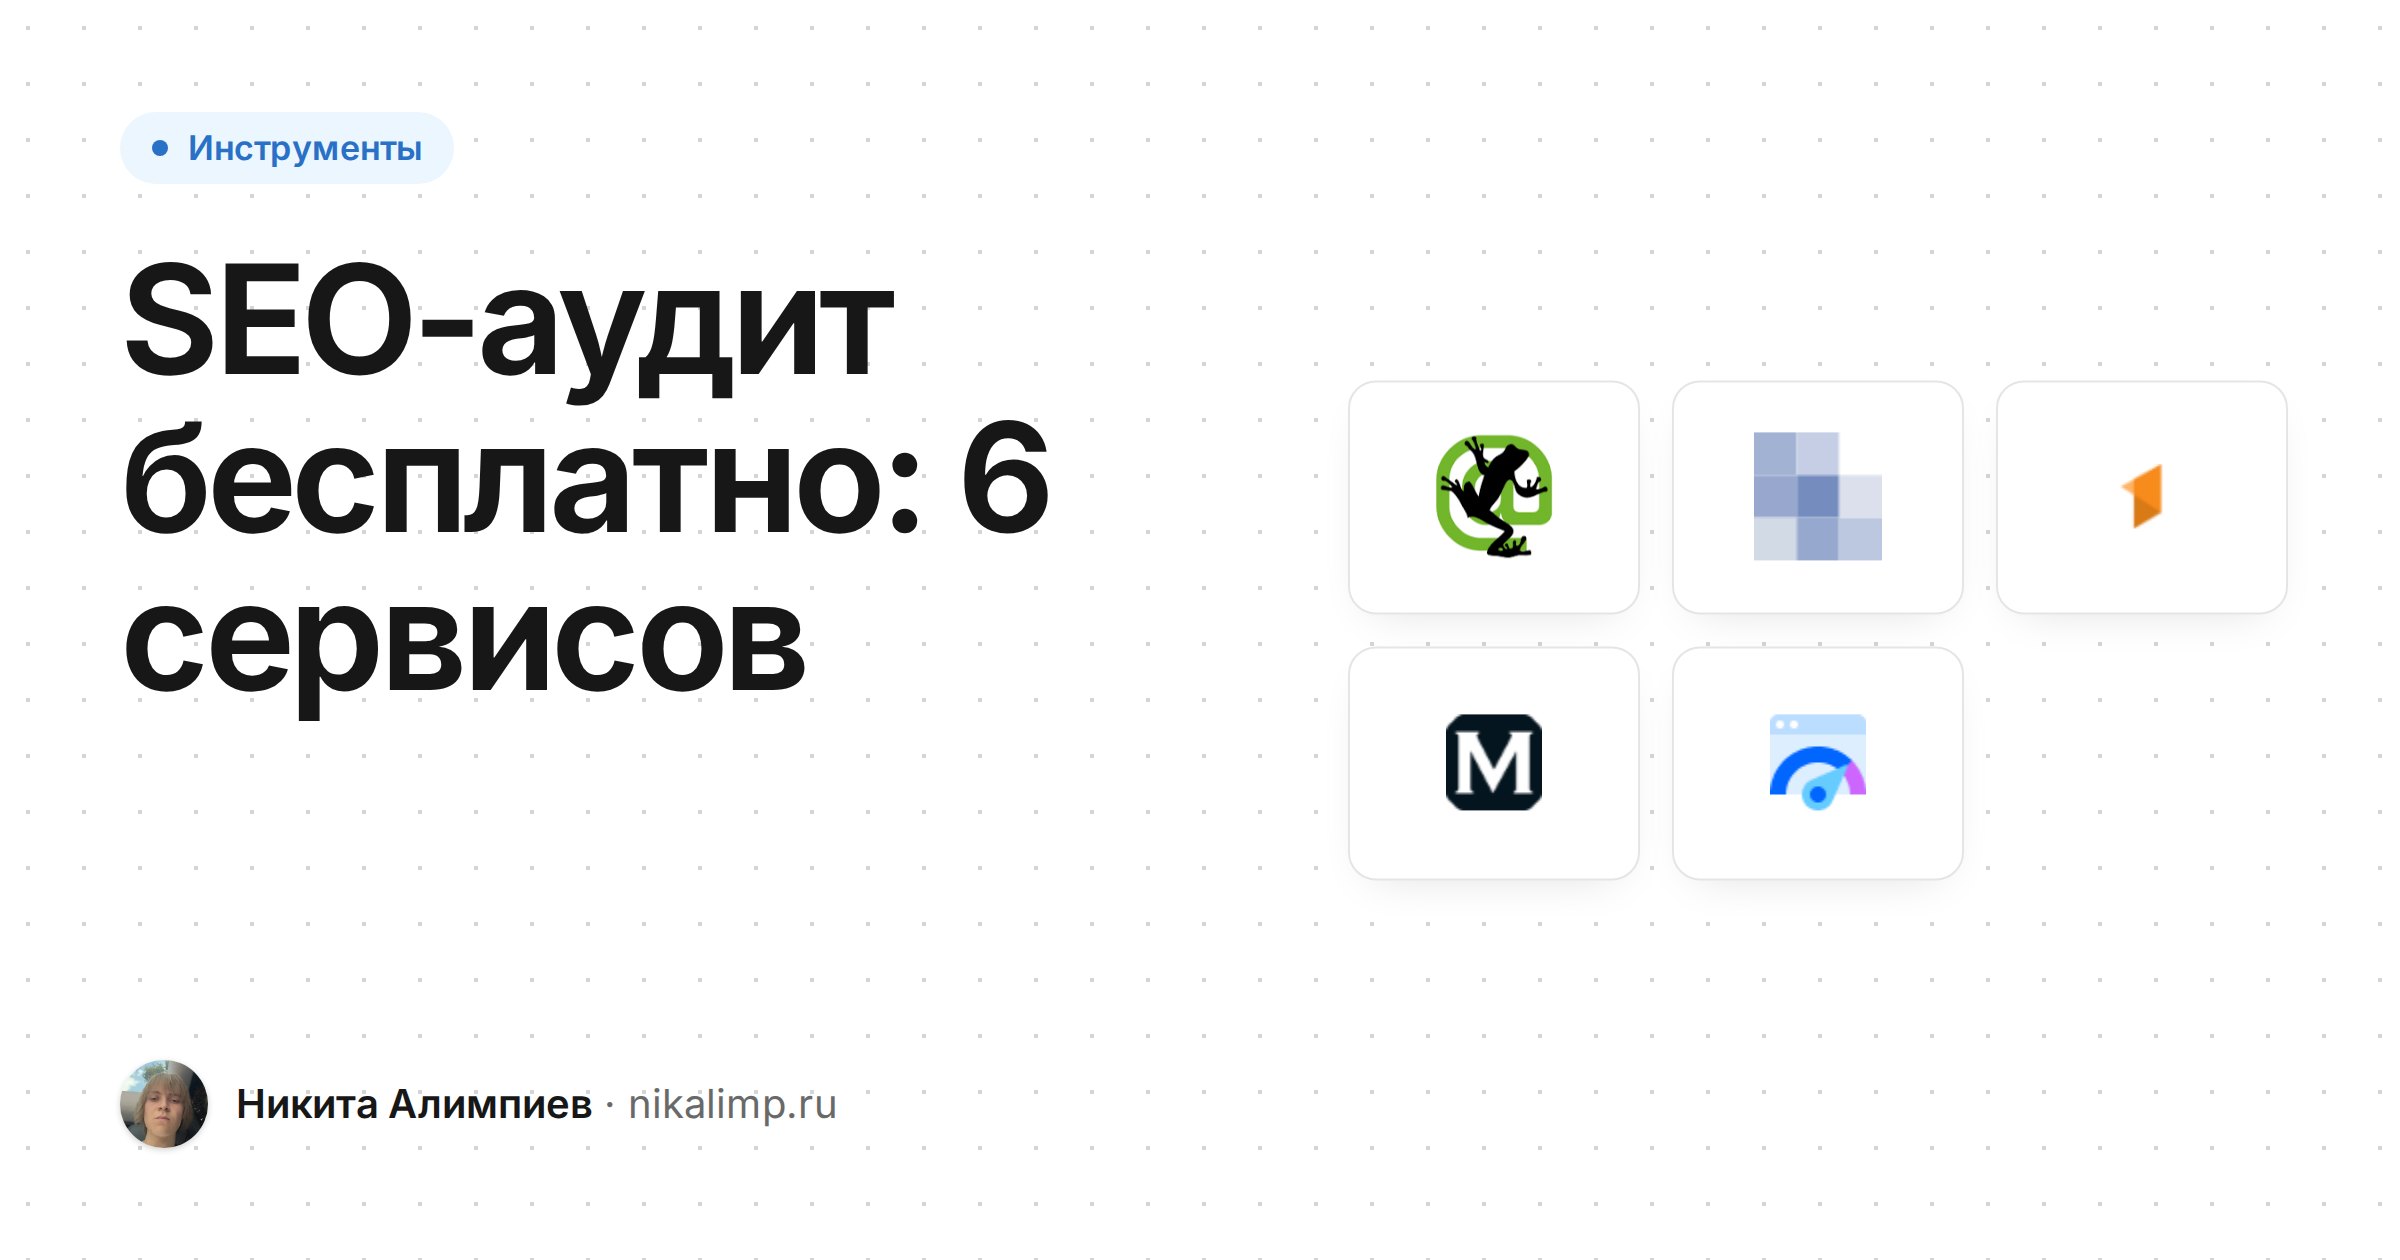 Инструменты
SEO-аудит
бесплатно: 6
сервисов
M
Никита Алимпиев · nikalimp.ru